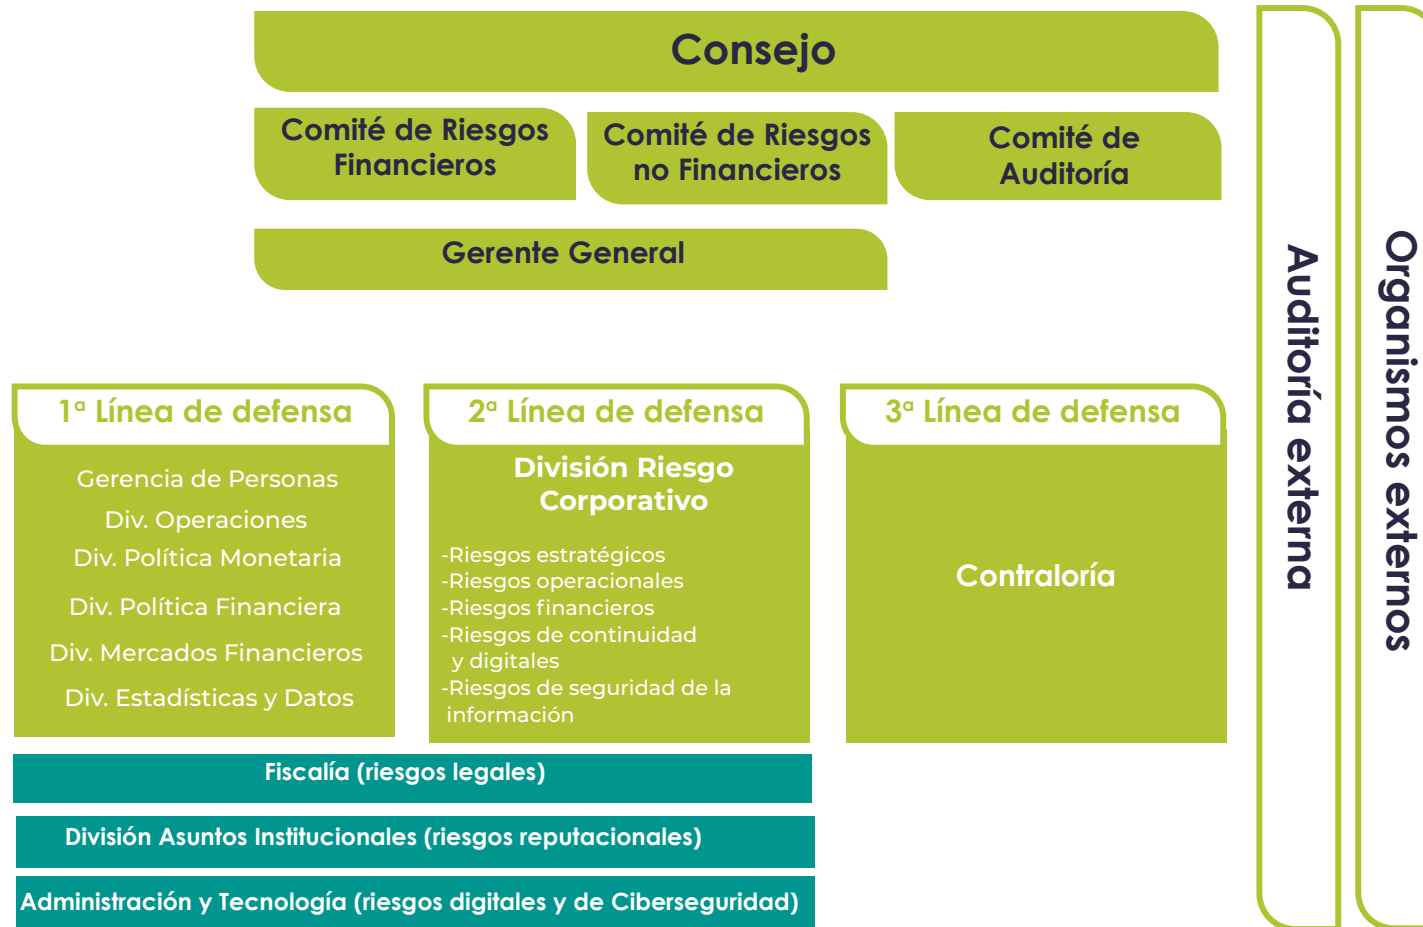 Consejo
Comité de Riesgos
Financieros
Comité de Riesgos
no Financieros
Comité de
Auditoría
Gerente General
1ª Línea de defensa
Gerencia de Personas
Div. Operaciones
Div. Política Monetaria
Div. Política Financiera
Div. Mercados Financieros
Div. Estadísticas y Datos
2ª Línea de defensa
División Riesgo
Corporativo
-Riesgos estratégicos
-Riesgos operacionales
-Riesgos financieros
-Riesgos de continuidad
y digitales
-Riesgos de seguridad de la
información
3ª Línea de defensa
Contraloría
Fiscalía (riesgos legales)
División Asuntos Institucionales (riesgos reputacionales)
Administración y Tecnología (riesgos digitales y de Ciberseguridad)
Auditoría externa
Organismos externos